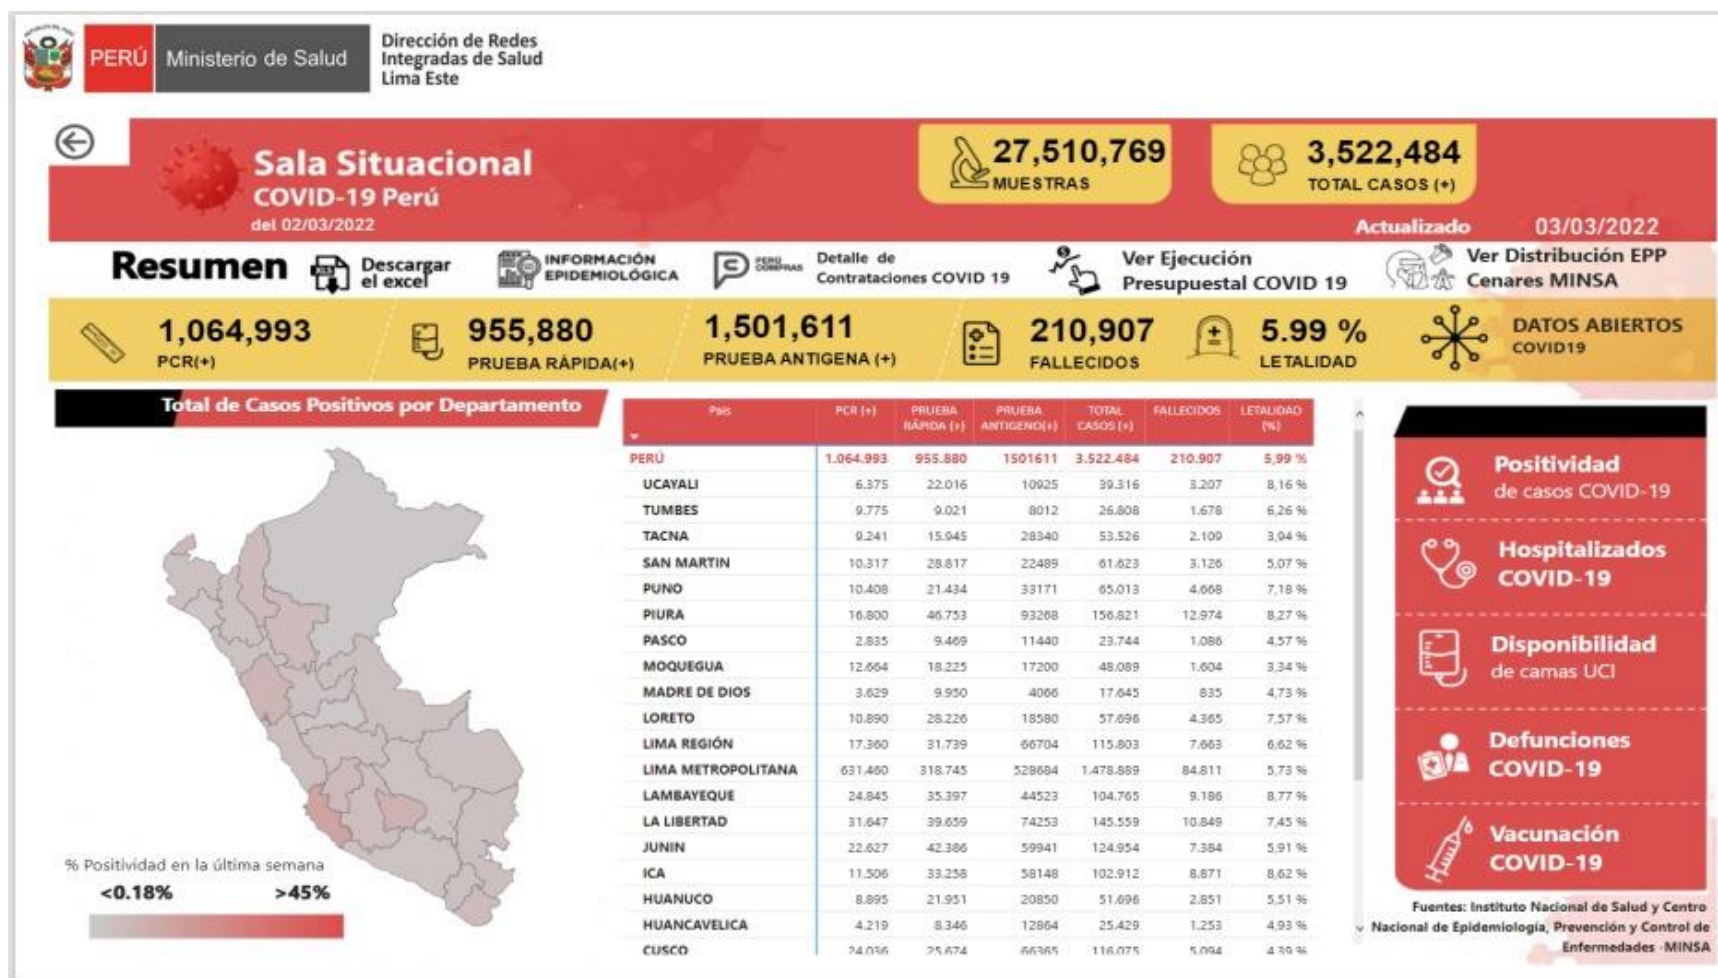 PERÚ
Ministerio de Salud
Dirección de Redes
Integradas de Salud
Lima Este
Sala Situacional
COVID-19 Perú
del 02/03/2022
27,510,769
MUESTRAS
3,522,484
TOTAL CASOS (+)
Actualizado 03/03/2022
Resumen
Descargar
el excel
INFORMACIÓN
EPIDEMIOLÓGICA
PERÚ
COMPRAS
Detalle de
Contrataciones COVID 19
Ver Ejecución
Presupuestal COVID 19
Ver Distribución EPP
Cenares MINSA
1,064,993
PCR(+)
955,880
PRUEBA RÁPIDA(+)
1,501,611
PRUEBA ANTIGENA (+)
210,907
FALLECIDOS
5.99 %
LETALIDAD
DATOS ABIERTOS
COVID19
Total de Casos Positivos por Departamento
% Positividad en la última semana
<0.18% >45%
País PCR (+) PRUEBA RÁPIDA (+) PRUEBA ANTIGENO(+) TOTAL CASOS (+) FALLECIDOS LETALIDAD (%)
PERÚ 1.064.993 955.880 1501611 3.522.484 210.907 5,99 %
UCAYALI 6.375 22.016 10925 39.316 3.207 8,16 %
TUMBES 9.775 9.021 8012 26.808 1.678 6,26 %
TACNA 9.241 15.945 28340 53.526 2.109 3,94 %
SAN MARTIN 10.317 28.817 22489 61.623 3.126 5,07 %
PUNO 10.408 21.434 33171 65.013 4.668 7,18 %
PIURA 16.800 46.753 93268 156.821 12.974 8,27 %
PASCO 2.835 9.469 11440 23.744 1.086 4,57 %
MOQUEGUA 12.664 18.225 17200 48.089 1.604 3,34 %
MADRE DE DIOS 3.629 9.950 4066 17.645 835 4,73 %
LORETO 10.890 28.226 18580 57.696 4.365 7,57 %
LIMA REGIÓN 17.360 31.739 66704 115.803 7.663 6,62 %
LIMA METROPOLITANA 631.460 318.745 528684 1.478.889 84.811 5,73 %
LAMBAYEQUE 24.845 35.397 44523 104.765 9.186 8,77 %
LA LIBERTAD 31.647 39.659 74253 145.559 10.849 7,45 %
JUNIN 22.627 42.386 59941 124.954 7.384 5,91 %
ICA 11.506 33.258 58148 102.912 8.871 8,62 %
HUANUCO 8.895 21.951 20850 51.696 2.851 5,51 %
HUANCAVELICA 4.219 8.346 12864 25.429 1.253 4,93 %
CUSCO 24.036 25.674 66365 116.075 5.094 4,39 %
Positividad
de casos COVID-19
Hospitalizados
COVID-19
Disponibilidad
de camas UCI
Defunciones
COVID-19
Vacunación
COVID-19
Fuentes: Instituto Nacional de Salud y Centro
Nacional de Epidemiología, Prevención y Control de
Enfermedades -MINSA